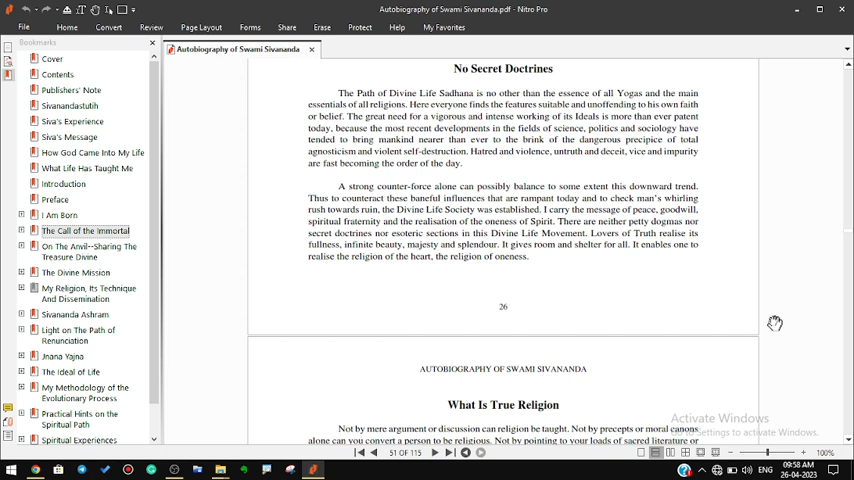 Autobiography of Swami Sivananda.pdf - Nitro Pro
File Home Convert Review Page Layout Forms Share Erase Protect Help My Favorites
Bookmarks
Autobiography of Swami Sivananda
Cover
Contents
Publishers' Note
Sivanandastutih
Siva's Experience
Siva's Message
How God Came Into My Life
What Life Has Taught Me
Introduction
Preface
I Am Born
The Call of the Immortal
On The Anvil--Sharing The
Treasure Divine
The Divine Mission
My Religion, Its Technique
And Dissemination
Sivananda Ashram
Light on The Path of
Renunciation
Jnana Yajna
The Ideal of Life
My Methodology of the
Evolutionary Process
Practical Hints on the
Spiritual Path
Spiritual Experiences
No Secret Doctrines
The Path of Divine Life Sadhana is no other than the essence of all Yogas and the main
essentials of all religions. Here everyone finds the features suitable and unoffending to his own faith
or belief. The great need for a vigorous and intense working of its Ideals is more than ever patent
today, because the most recent developments in the fields of science, politics and sociology have
tended to bring mankind nearer than ever to the brink of the dangerous precipice of total
agnosticism and violent self-destruction. Hatred and violence, untruth and deceit, vice and impurity
are fast becoming the order of the day.
A strong counter-force alone can possibly balance to some extent this downward trend.
Thus to counteract these baneful influences that are rampant today and to check man's whirling
rush towards ruin, the Divine Life Society was established. I carry the message of peace, goodwill,
spiritual fraternity and the realisation of the oneness of Spirit. There are neither petty dogmas nor
secret doctrines nor esoteric sections in this Divine Life Movement. Lovers of Truth realise its
fullness, infinite beauty, majesty and splendour. It gives room and shelter for all. It enables one to
realise the religion of the heart, the religion of oneness.
26
AUTOBIOGRAPHY OF SWAMI SIVANANDA
What Is True Religion
Not by mere argument or discussion can religion be taught. Not by precepts or moral canons
alone can you convert a person to be religious. Not by pointing to your loads of sacred literature or
Activate Windows
Go to Settings to activate Windows.
51 OF 115
100%
ENG
09:58 AM
26-04-2023